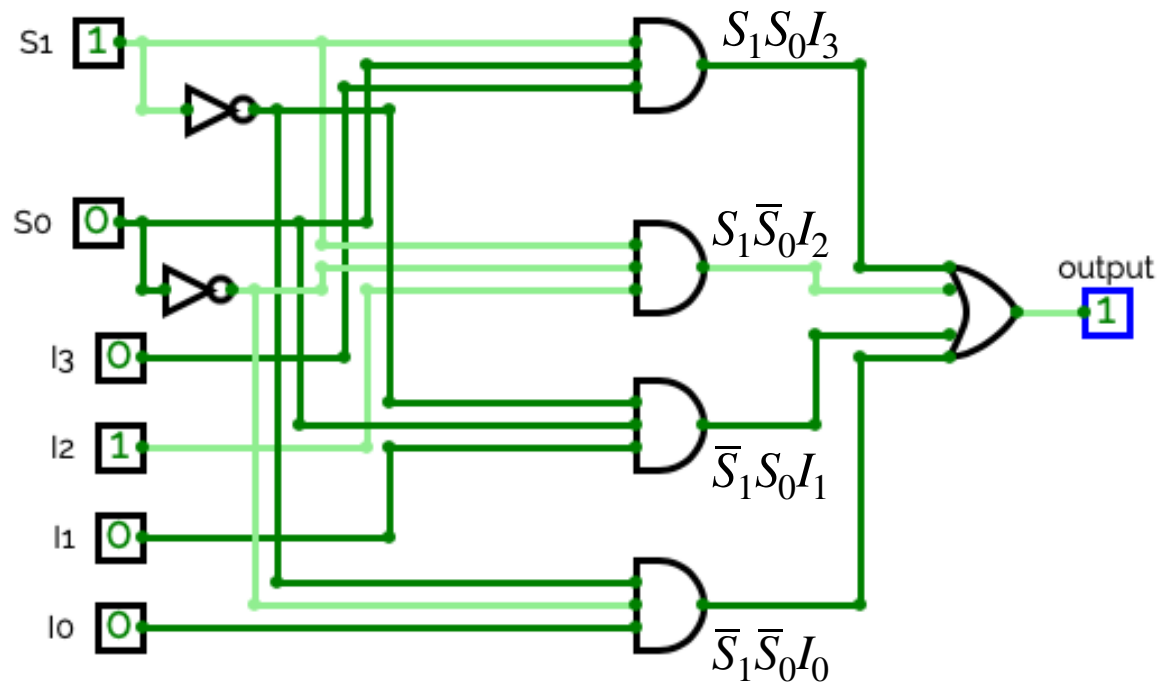 S1 1
S₁S₀I₃
S0 0
S₁S̅₀I₂
output
1
I3 0
I2 1
S̅₁S₀I₁
I1 0
I0 0
S̅₁S̅₀I₀